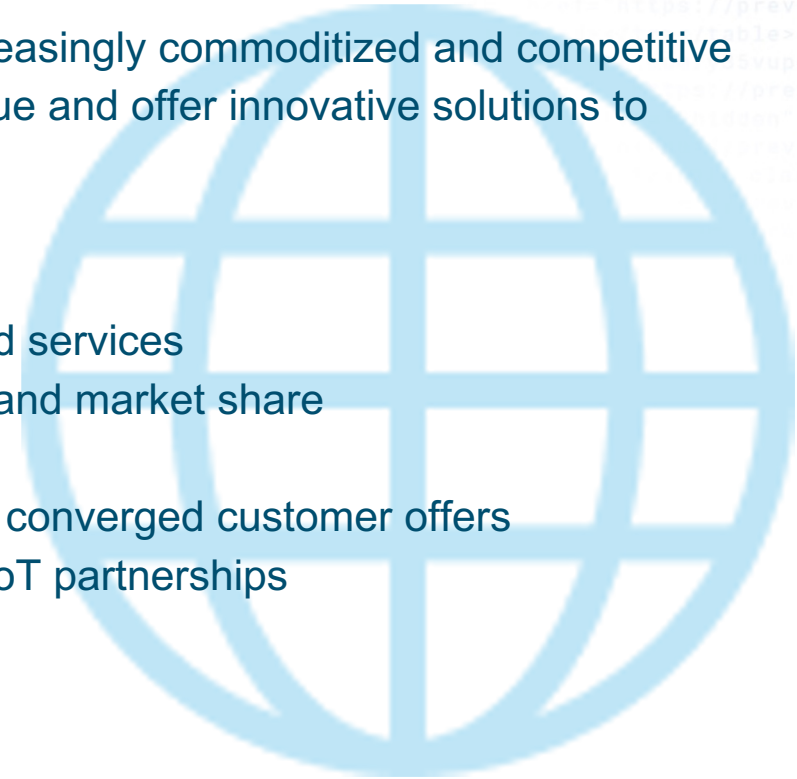 easingly commoditized and competitive
ue and offer innovative solutions to
d services
and market share
converged customer offers
oT partnerships